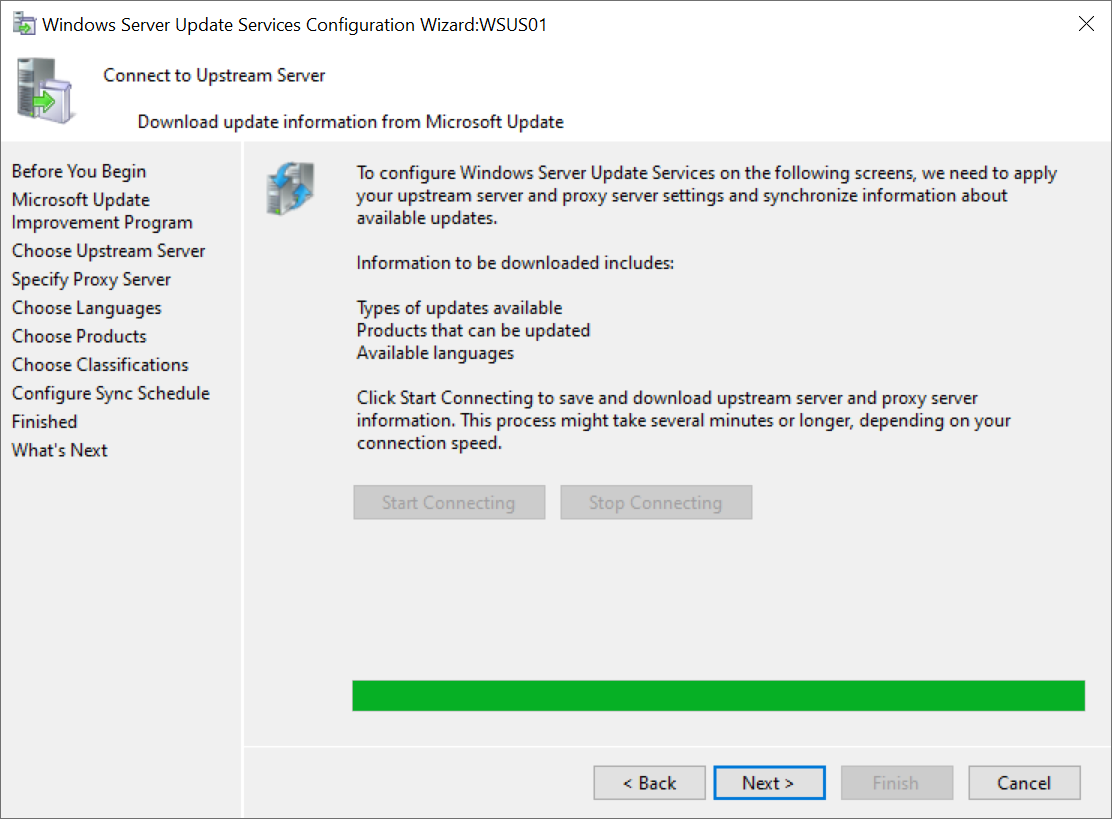 Windows Server Update Services Configuration Wizard:WSUS01
Connect to Upstream Server
Download update information from Microsoft Update
Before You Begin
Microsoft Update
Improvement Program
Choose Upstream Server
Specify Proxy Server
Choose Languages
Choose Products
Choose Classifications
Configure Sync Schedule
Finished
What's Next
To configure Windows Server Update Services on the following screens, we need to apply
your upstream server and proxy server settings and synchronize information about
available updates.
Information to be downloaded includes:
Types of updates available
Products that can be updated
Available languages
Click Start Connecting to save and download upstream server and proxy server
information. This process might take several minutes or longer, depending on your
connection speed.
Start Connecting
Stop Connecting
< Back
Next >
Finish
Cancel